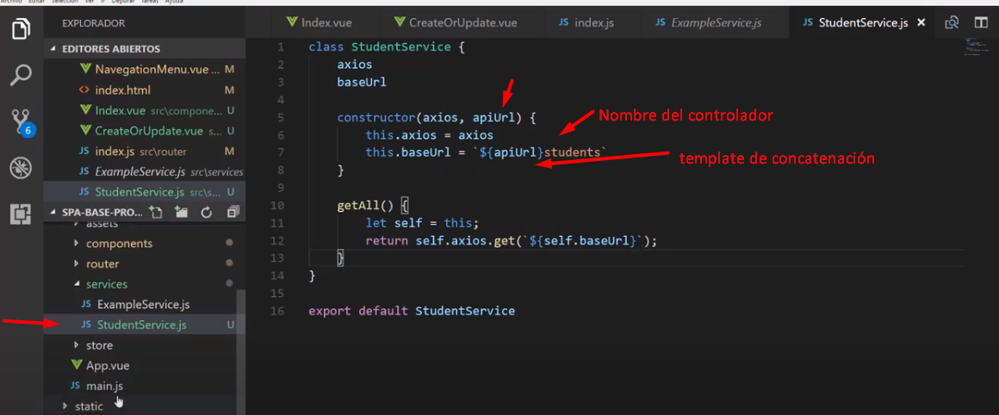 Archivo Editar Selección Ver Ir Depurar Tareas Ayuda
EXPLORADOR
EDITORES ABIERTOS
NavegationMenu.vue ... M
index.html M
Index.vue src\compone... U
CreateOrUpdate.vue s... U
index.js src\router M
ExampleService.js src\services
StudentService.js src\s... U
SPA-BASE-PRO...
assets
components
router
services
ExampleService.js
StudentService.js U
store
App.vue
main.js
static
6
Index.vue
CreateOrUpdate.vue
index.js
ExampleService.js
StudentService.js
1 class StudentService {
2 axios
3 baseUrl
4
5 constructor(axios, apiUrl) {
6 this.axios = axios
7 this.baseUrl = `${apiUrl}students`
8 }
9
10 getAll() {
11 let self = this;
12 return self.axios.get(`${self.baseUrl}`);
13 }
14 }
15
16 export default StudentService
Nombre del controlador
template de concatenación